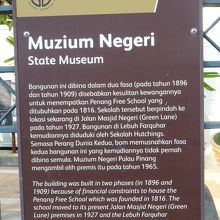 Muzium Negeri
State Museum
Bangunan ini dibina dalam dua fasa (pada tahun 1896
dan tahun 1909) disebabkan kesulitan kewangannya
untuk menempatkan Penang Free School yang
ditubuhkan pada 1816. Sekolah tersebut berpindah ke
lokasi sekarang di Jalan Masjid Negeri (Green Lane)
pada tahun 1927. Bangunan di Lebuh Farquhar
kemudiannya diduduki oleh Sekolah Hutchings.
Semasa Perang Dunia Kedua, bom memusnahkan fasa
kedua bangunan ini yang kemudiannya tidak pernah
dibina semula. Muzium Negeri Pulau Pinang
mengambil alih premis itu pada tahun 1965.
The building was built in two phases (in 1896 and
1909) because of financial constraints to house the
Penang Free School which was founded in 1816. The
school moved to its present Jalan Masjid Negeri (Green
Lane) premises in 1927 and the Lebuh Farquhar